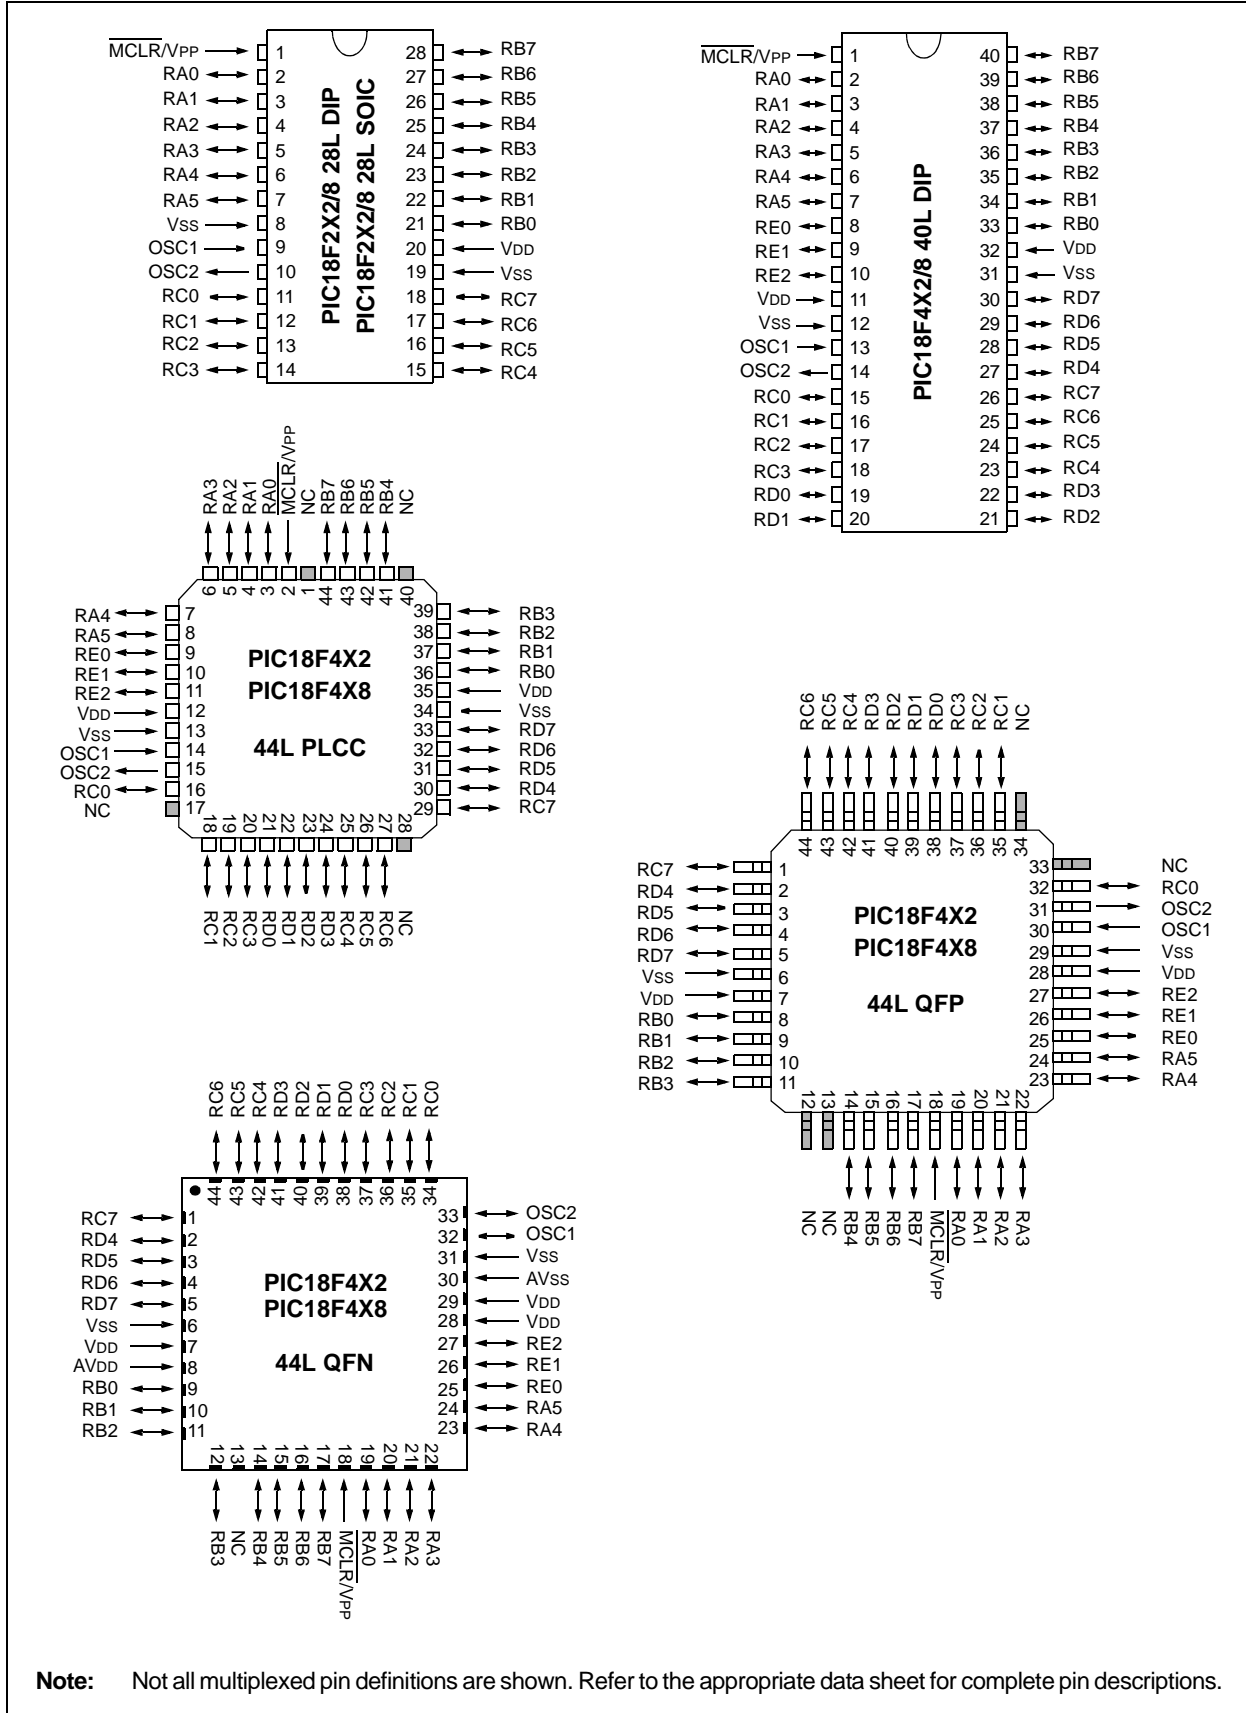 MCLR/VPP 1 28 RB7
RA0 2 27 RB6
RA1 3 26 RB5
RA2 4 25 RB4
RA3 5 24 RB3
RA4 6 23 RB2
RA5 7 22 RB1
VSS 8 21 RB0
OSC1 9 20 VDD
OSC2 10 19 VSS
RC0 11 18 RC7
RC1 12 17 RC6
RC2 13 16 RC5
RC3 14 15 RC4
PIC18F2X2/8 28L DIP
PIC18F2X2/8 28L SOIC
MCLR/VPP 1 40 RB7
RA0 2 39 RB6
RA1 3 38 RB5
RA2 4 37 RB4
RA3 5 36 RB3
RA4 6 35 RB2
RA5 7 34 RB1
RE0 8 33 RB0
RE1 9 32 VDD
RE2 10 31 VSS
VDD 11 30 RD7
VSS 12 29 RD6
OSC1 13 28 RD5
OSC2 14 27 RD4
RC0 15 26 RC7
RC1 16 25 RC6
RC2 17 24 RC5
RC3 18 23 RC4
RD0 19 22 RD3
RD1 20 21 RD2
PIC18F4X2/8 40L DIP
RA3 RA2 RA1 RA0 MCLR/VPP NC RB7 RB6 RB5 RB4 NC
6 5 4 3 2 1 44 43 42 41 40
RA4 7 39 RB3
RA5 8 38 RB2
RE0 9 37 RB1
RE1 10 36 RB0
RE2 11 35 VDD
VDD 12 34 VSS
VSS 13 33 RD7
OSC1 14 32 RD6
OSC2 15 31 RD5
RC0 16 30 RD4
NC 17 29 RC7
PIC18F4X2
PIC18F4X8
44L PLCC
18 19 20 21 22 23 24 25 26 27 28
RC1 RC2 RC3 RD0 RD1 RD2 RD3 RC4 RC5 RC6 NC
RC6 RC5 RC4 RD3 RD2 RD1 RD0 RC3 RC2 RC1 NC
44 43 42 41 40 39 38 37 36 35 34
RC7 1 33 NC
RD4 2 32 RC0
RD5 3 31 OSC2
RD6 4 30 OSC1
RD7 5 29 VSS
VSS 6 28 VDD
VDD 7 27 RE2
RB0 8 26 RE1
RB1 9 25 RE0
RB2 10 24 RA5
RB3 11 23 RA4
PIC18F4X2
PIC18F4X8
44L QFP
12 13 14 15 16 17 18 19 20 21 22
NC NC RB4 RB5 RB6 RB7 MCLR/VPP RA0 RA1 RA2 RA3
RC6 RC5 RC4 RD3 RD2 RD1 RD0 RC3 RC2 RC1 RC0
44 43 42 41 40 39 38 37 36 35 34
RC7 1 33 OSC2
RD4 2 32 OSC1
RD5 3 31 VSS
RD6 4 30 AVSS
RD7 5 29 VDD
VSS 6 28 VDD
VDD 7 27 RE2
AVDD 8 26 RE1
RB0 9 25 RE0
RB1 10 24 RA5
RB2 11 23 RA4
PIC18F4X2
PIC18F4X8
44L QFN
12 13 14 15 16 17 18 19 20 21 22
RB3 NC RB4 RB5 RB6 RB7 MCLR/VPP RA0 RA1 RA2 RA3
Note: Not all multiplexed pin definitions are shown. Refer to the appropriate data sheet for complete pin descriptions.